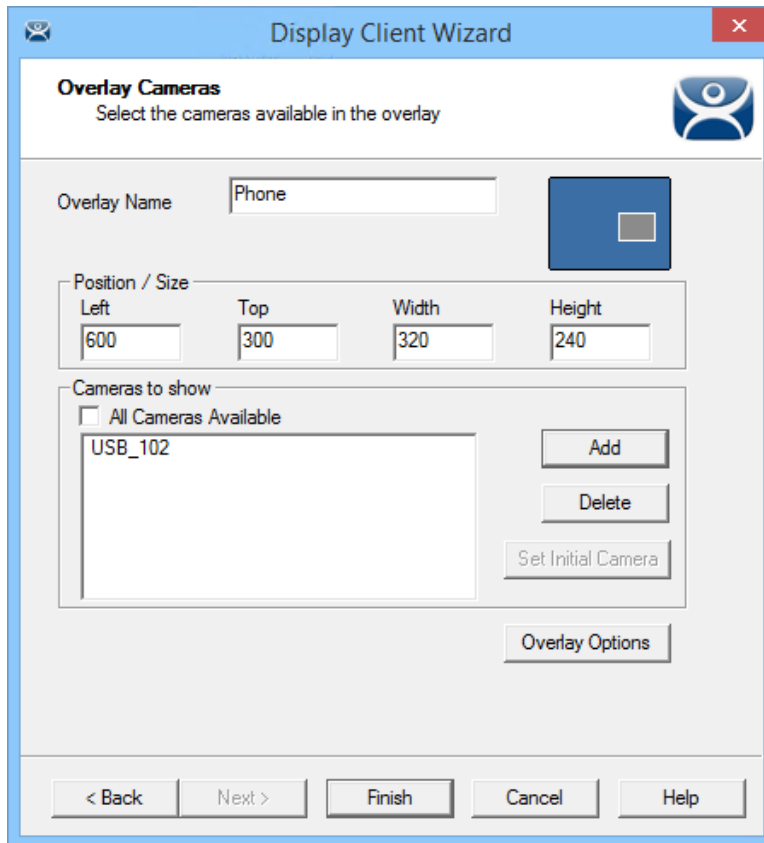 Display Client Wizard
Overlay Cameras
Select the cameras available in the overlay
Overlay Name
Phone
Position / Size
Left Top Width Height
600 300 320 240
Cameras to show
All Cameras Available
USB_102
Add
Delete
Set Initial Camera
Overlay Options
< Back Next > Finish Cancel Help